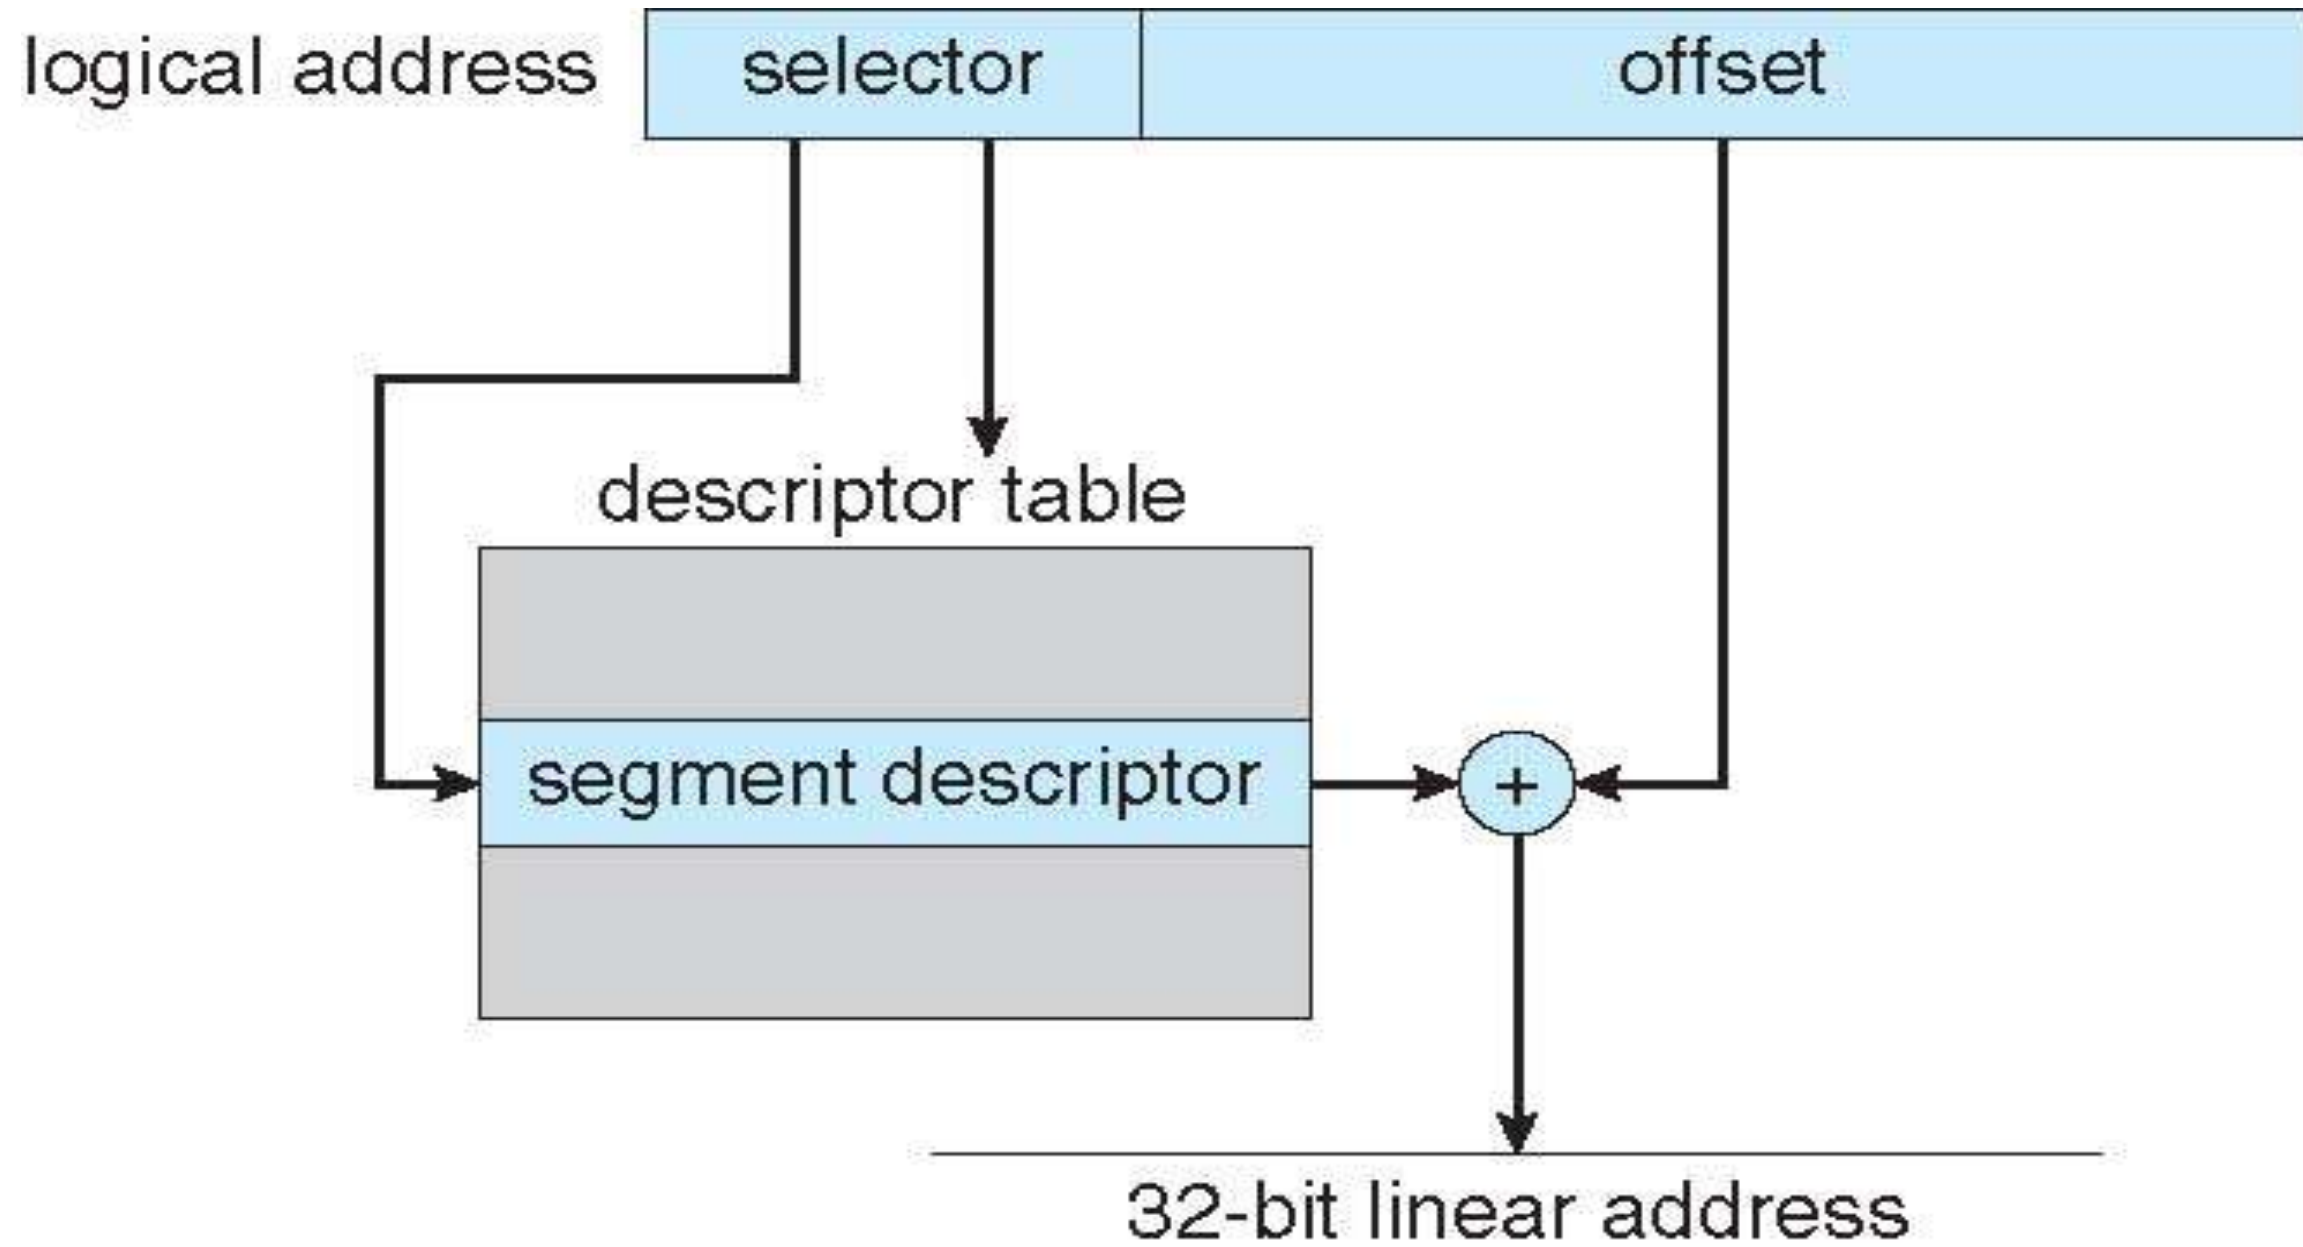 logical address selector offset
descriptor table
segment descriptor +
32-bit linear address